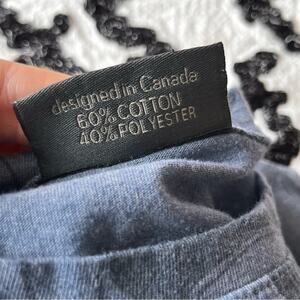 designed in Canada
60% COTTON
40% POLYESTER